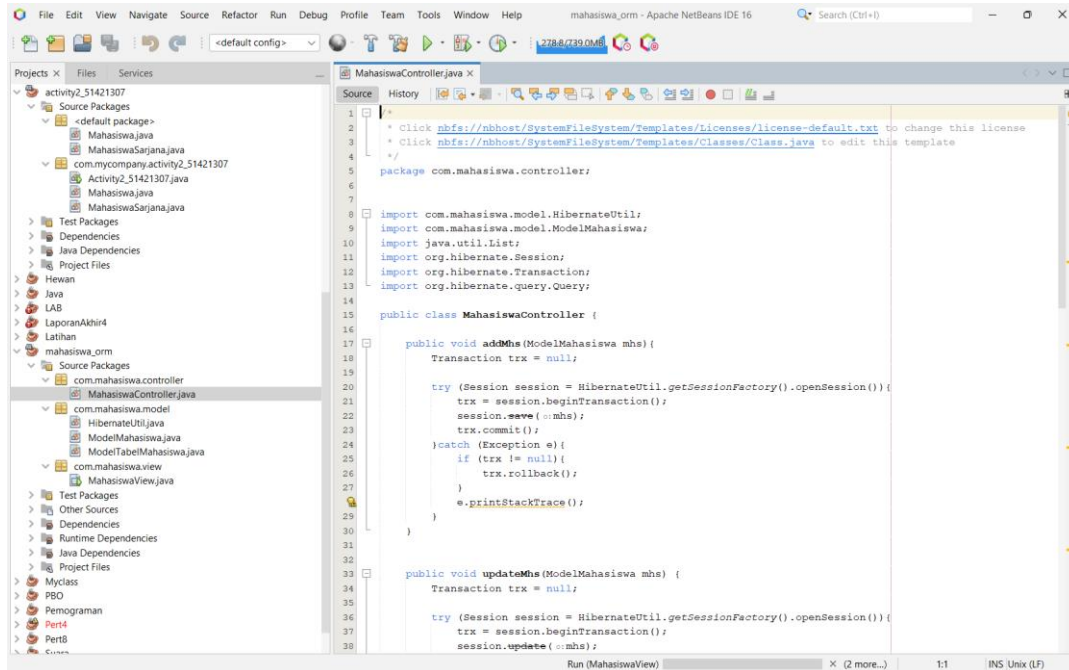 File Edit View Navigate Source Refactor Run Debug Profile Team Tools Window Help mahasiswa_orm - Apache NetBeans IDE 16 Search (Ctrl+I)
<default config> 278.8/739.0MB
Projects Files Services
activity2_51421307
Source Packages
<default package>
Mahasiswa.java
MahasiswaSarjana.java
com.mycompany.activity2_51421307
Activity2_51421307.java
Mahasiswa.java
MahasiswaSarjana.java
Test Packages
Dependencies
Java Dependencies
Project Files
Hewan
Java
LAB
LaporanAkhir4
Latihan
mahasiswa_orm
Source Packages
com.mahasiswa.controller
MahasiswaController.java
com.mahasiswa.model
HibernateUtil.java
ModelMahasiswa.java
ModelTabelMahasiswa.java
com.mahasiswa.view
MahasiswaView.java
Test Packages
Other Sources
Dependencies
Runtime Dependencies
Java Dependencies
Project Files
Myclass
PBO
Pemograman
Pert4
Pert8
Suara
MahasiswaController.java
Source History
1 /*
2 * Click nbfs://nbhost/SystemFileSystem/Templates/Licenses/license-default.txt to change this license
3 * Click nbfs://nbhost/SystemFileSystem/Templates/Classes/Class.java to edit this template
4 */
5 package com.mahasiswa.controller;
6
7
8 import com.mahasiswa.model.HibernateUtil;
9 import com.mahasiswa.model.ModelMahasiswa;
10 import java.util.List;
11 import org.hibernate.Session;
12 import org.hibernate.Transaction;
13 import org.hibernate.query.Query;
14
15 public class MahasiswaController {
16
17 public void addMhs(ModelMahasiswa mhs){
18 Transaction trx = null;
19
20 try (Session session = HibernateUtil.getSessionFactory().openSession()){
21 trx = session.beginTransaction();
22 session.save( o:mhs);
23 trx.commit();
24 }catch (Exception e){
25 if (trx != null){
26 trx.rollback();
27 }
e.printStackTrace();
29 }
30 }
31
32
33 public void updateMhs(ModelMahasiswa mhs) {
34 Transaction trx = null;
35
36 try (Session session = HibernateUtil.getSessionFactory().openSession()){
37 trx = session.beginTransaction();
38 session.update( o:mhs);
Run (MahasiswaView) (2 more...) 1:1 INS Unix (LF)